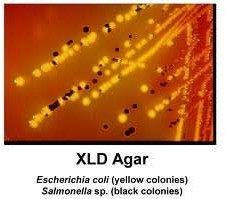 XLD Agar
Escherichia coli (yellow colonies)
Salmonella sp. (black colonies)